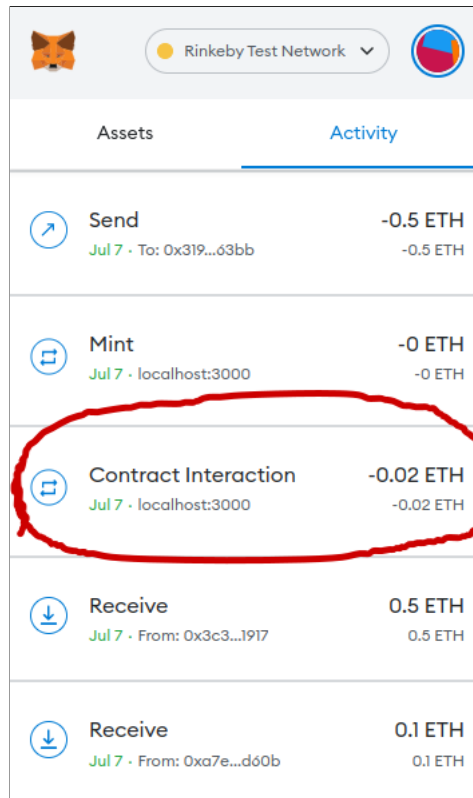 Rinkeby Test Network
Assets Activity
Send -0.5 ETH
Jul 7 · To: 0x319...63bb -0.5 ETH
Mint -0 ETH
Jul 7 · localhost:3000 -0 ETH
Contract Interaction -0.02 ETH
Jul 7 · localhost:3000 -0.02 ETH
Receive 0.5 ETH
Jul 7 · From: 0x3c3...1917 0.5 ETH
Receive 0.1 ETH
Jul 7 · From: 0xa7e...d60b 0.1 ETH